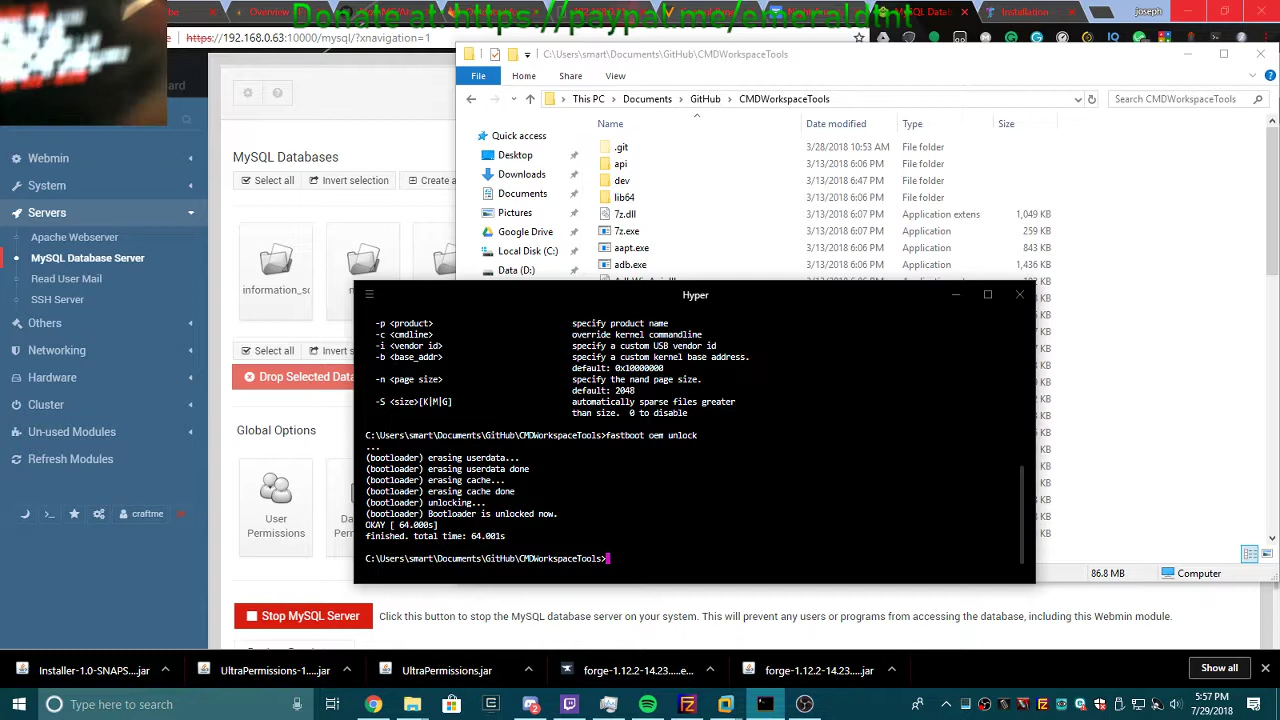 Donate at: https://paypal.me/emeraldtnt
MySQL Datab
Installation
joseph
https://192.168.0.63:10000/mysql/?xnavigation=1
C:\Users\smart\Documents\GitHub\CMDWorkspaceTools
File Home Share View
This PC > Documents > GitHub > CMDWorkspaceTools
Search CMDWorkspaceTools
Name Date modified Type Size
Quick access
Desktop
Downloads
Documents
Pictures
Google Drive
Local Disk (C:)
Data (D:)
.git 3/28/2018 10:53 AM File folder
api 3/13/2018 6:06 PM File folder
dev 3/13/2018 6:47 PM File folder
lib64 3/13/2018 6:06 PM File folder
7z.dll 3/13/2018 6:07 PM Application extens 1,049 KB
7z.exe 3/13/2018 6:07 PM Application 259 KB
aapt.exe 3/13/2018 6:06 PM Application 843 KB
adb.exe 3/13/2018 6:06 PM Application 1,436 KB
86.8 MB Computer
Webmin
System
Servers
Apache Webserver
MySQL Database Server
Read User Mail
SSH Server
Others
Networking
Hardware
Cluster
Un-used Modules
Refresh Modules
craftme
MySQL Databases
Select all Invert selection Create a
information_sc
Select all Invert s
Drop Selected Data
Global Options
User
Permissions
Stop MySQL Server
Click this button to stop the MySQL database server on your system. This will prevent any users or programs from accessing the database, including this Webmin module.
Hyper
-p <product> specify product name
-c <cmdline> override kernel commandline
-i <vendor id> specify a custom USB vendor id
-b <base_addr> specify a custom kernel base address.
default: 0x10000000
-n <page size> specify the nand page size.
default: 2048
-S <size>[K|M|G] automatically sparse files greater
than size. 0 to disable
C:\Users\smart\Documents\GitHub\CMDWorkspaceTools>fastboot oem unlock
...
(bootloader) erasing userdata...
(bootloader) erasing userdata done
(bootloader) erasing cache...
(bootloader) erasing cache done
(bootloader) unlocking...
(bootloader) Bootloader is unlocked now.
OKAY [ 64.000s]
finished. total time: 64.001s
C:\Users\smart\Documents\GitHub\CMDWorkspaceTools>
Installer-1.0-SNAPS....jar
UltraPermissions-1....jar
UltraPermissions.jar
forge-1.12.2-14.23.....e...
forge-1.12.2-14.23....jar
Show all
Type here to search
5:57 PM
7/29/2018